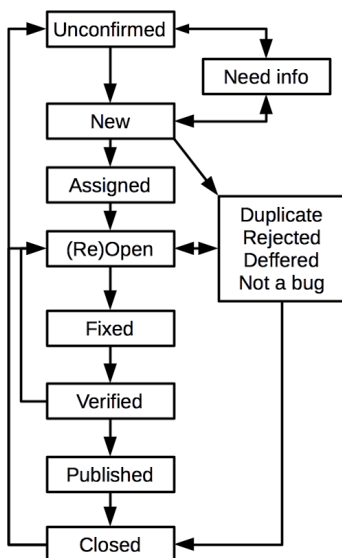 Unconfirmed
Need info
New
Assigned
Duplicate
Rejected
Deffered
Not a bug
(Re)Open
Fixed
Verified
Published
Closed